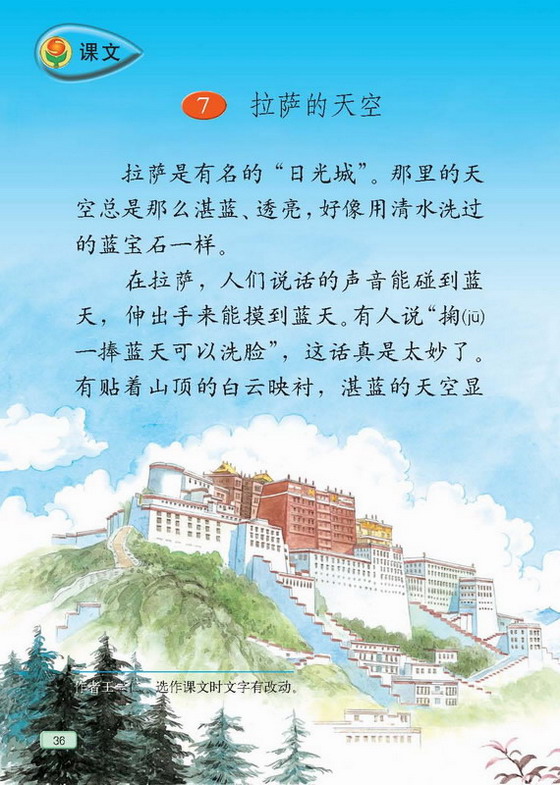 课文
7 拉萨的天空
拉萨是有名的“日光城”。那里的天
空总是那么湛蓝、透亮，好像用清水洗过
的蓝宝石一样。
在拉萨，人们说话的声音能碰到蓝
天，伸出手来能摸到蓝天。有人说“掬(jū)
一捧蓝天可以洗脸”，这话真是太妙了。
有贴着山顶的白云映衬，湛蓝的天空显
作者王宗仁，选作课文时文字有改动。
36